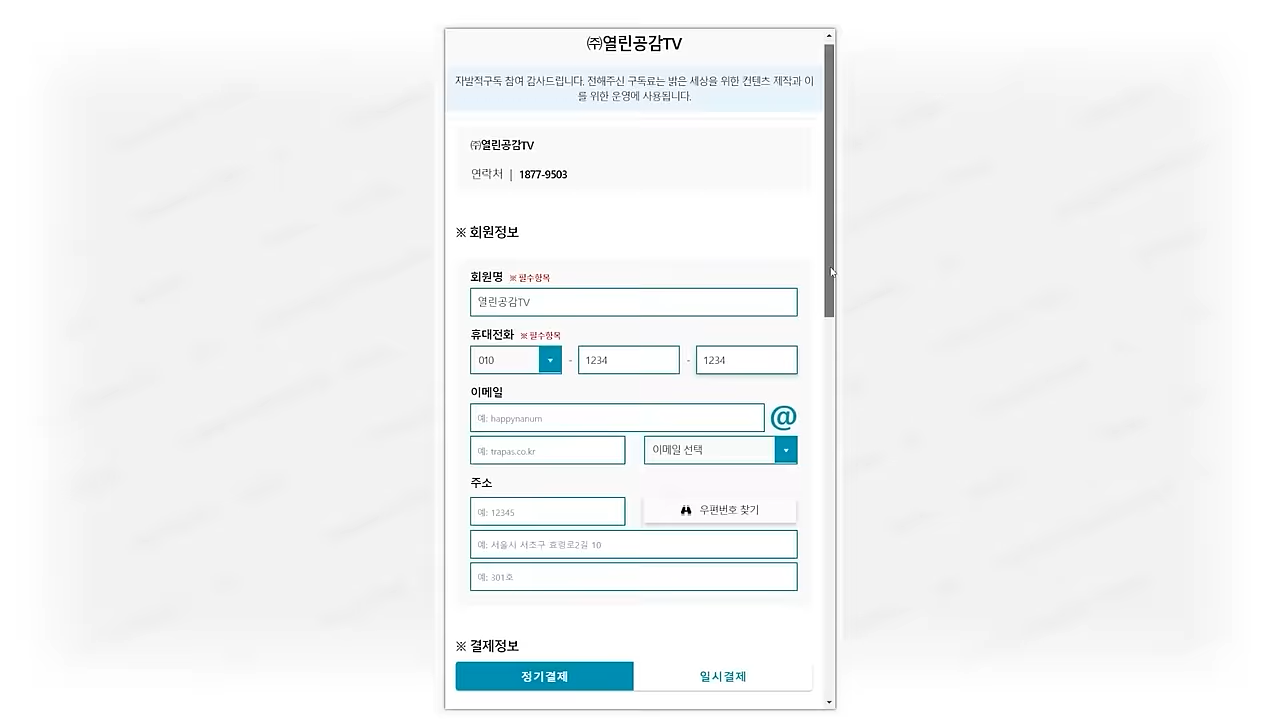 ㈜열린공감TV
자발적구독 참여 감사드립니다. 전해주신 구독료는 밝은 세상을 위한 컨텐츠 제작과 이
를 위한 운영에 사용됩니다.
㈜열린공감TV
연락처 | 1877-9503
※ 회원정보
회원명 ※ 필수항목
열린공감TV
휴대전화 ※ 필수항목
010 - 1234 - 1234
이메일
예: happynanum @
예: trapas.co.kr 이메일 선택
주소
예: 12345 우편번호 찾기
예: 서울시 서초구 효령로2길 10
예: 301호
※ 결제정보
정기결제 일시결제